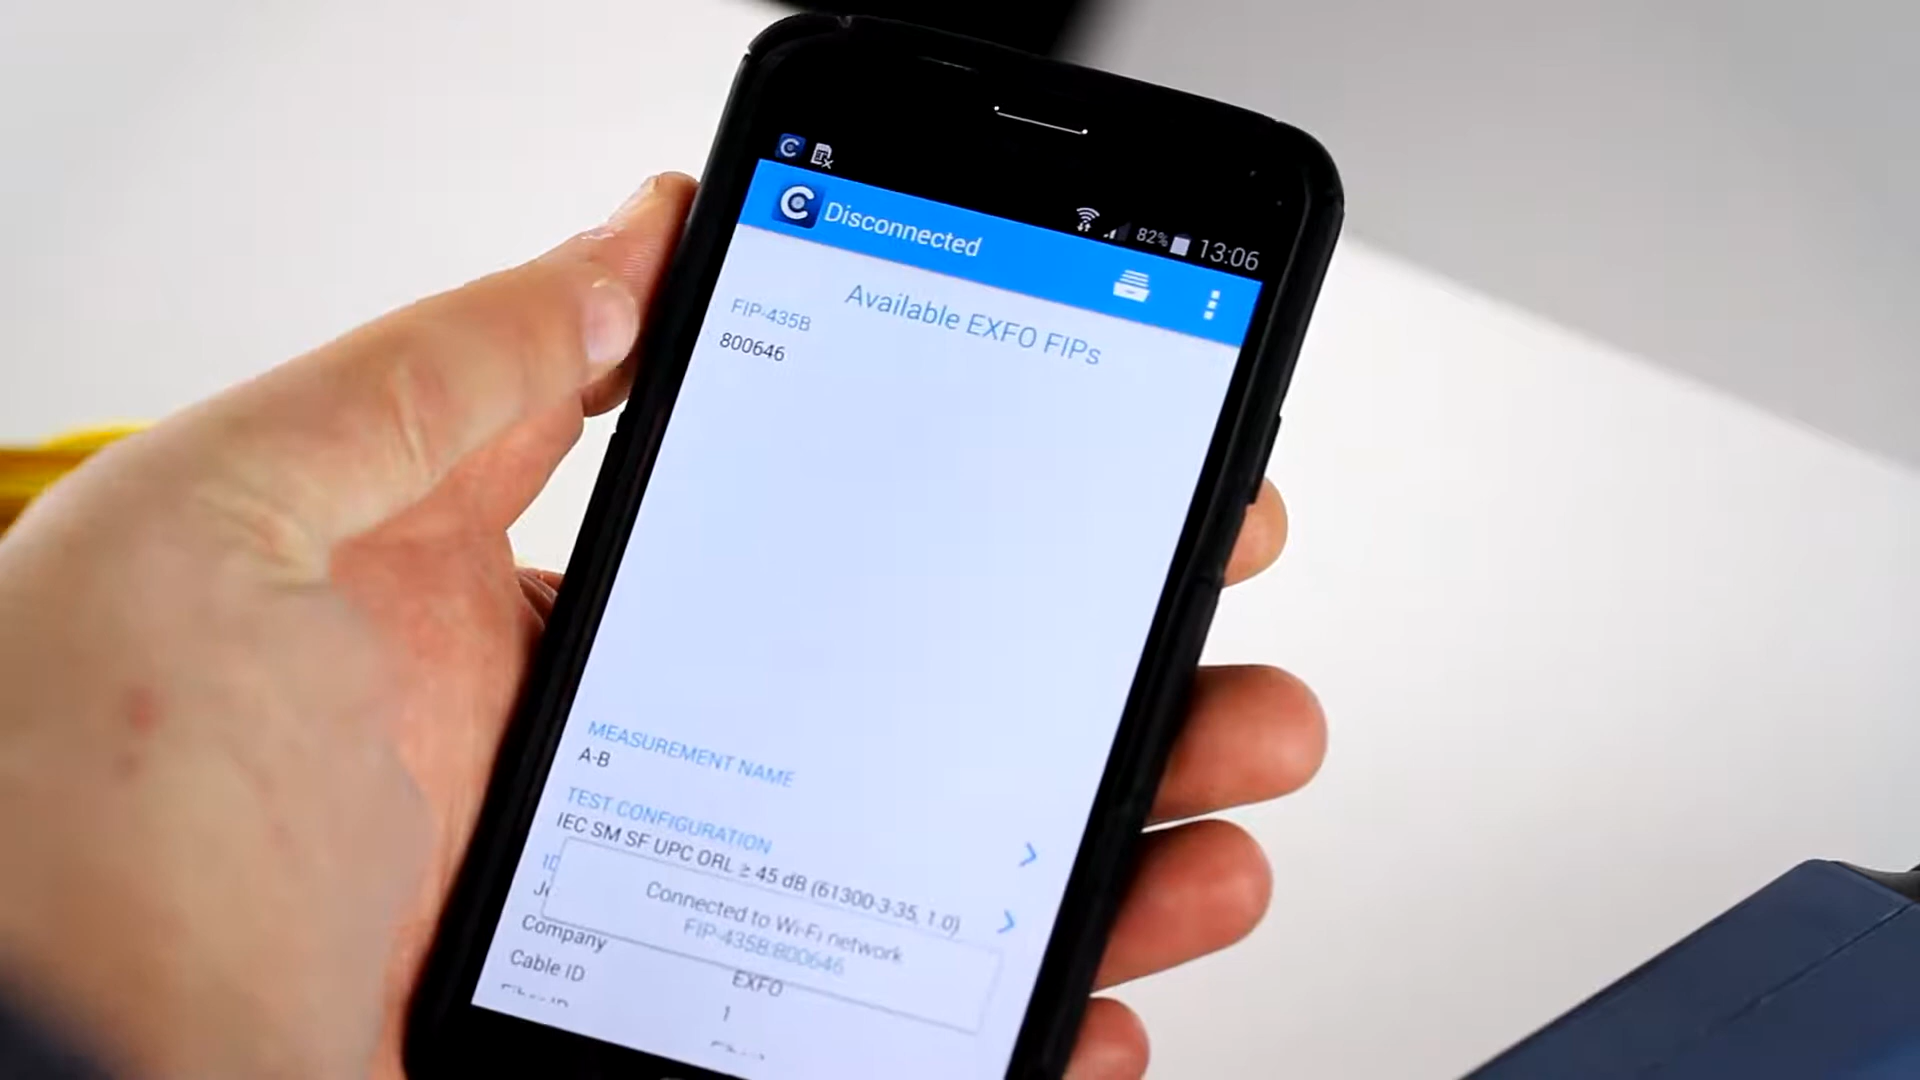 82% 13:06
Disconnected
Available EXFO FIPs
FIP-435B
800646
MEASUREMENT NAME
A-B
TEST CONFIGURATION
IEC SM SF UPC ORL ≥ 45 dB (61300-3-35, 1.0)
Connected to Wi-Fi network
FIP-435B:800646
Company
EXFO
Cable ID
1